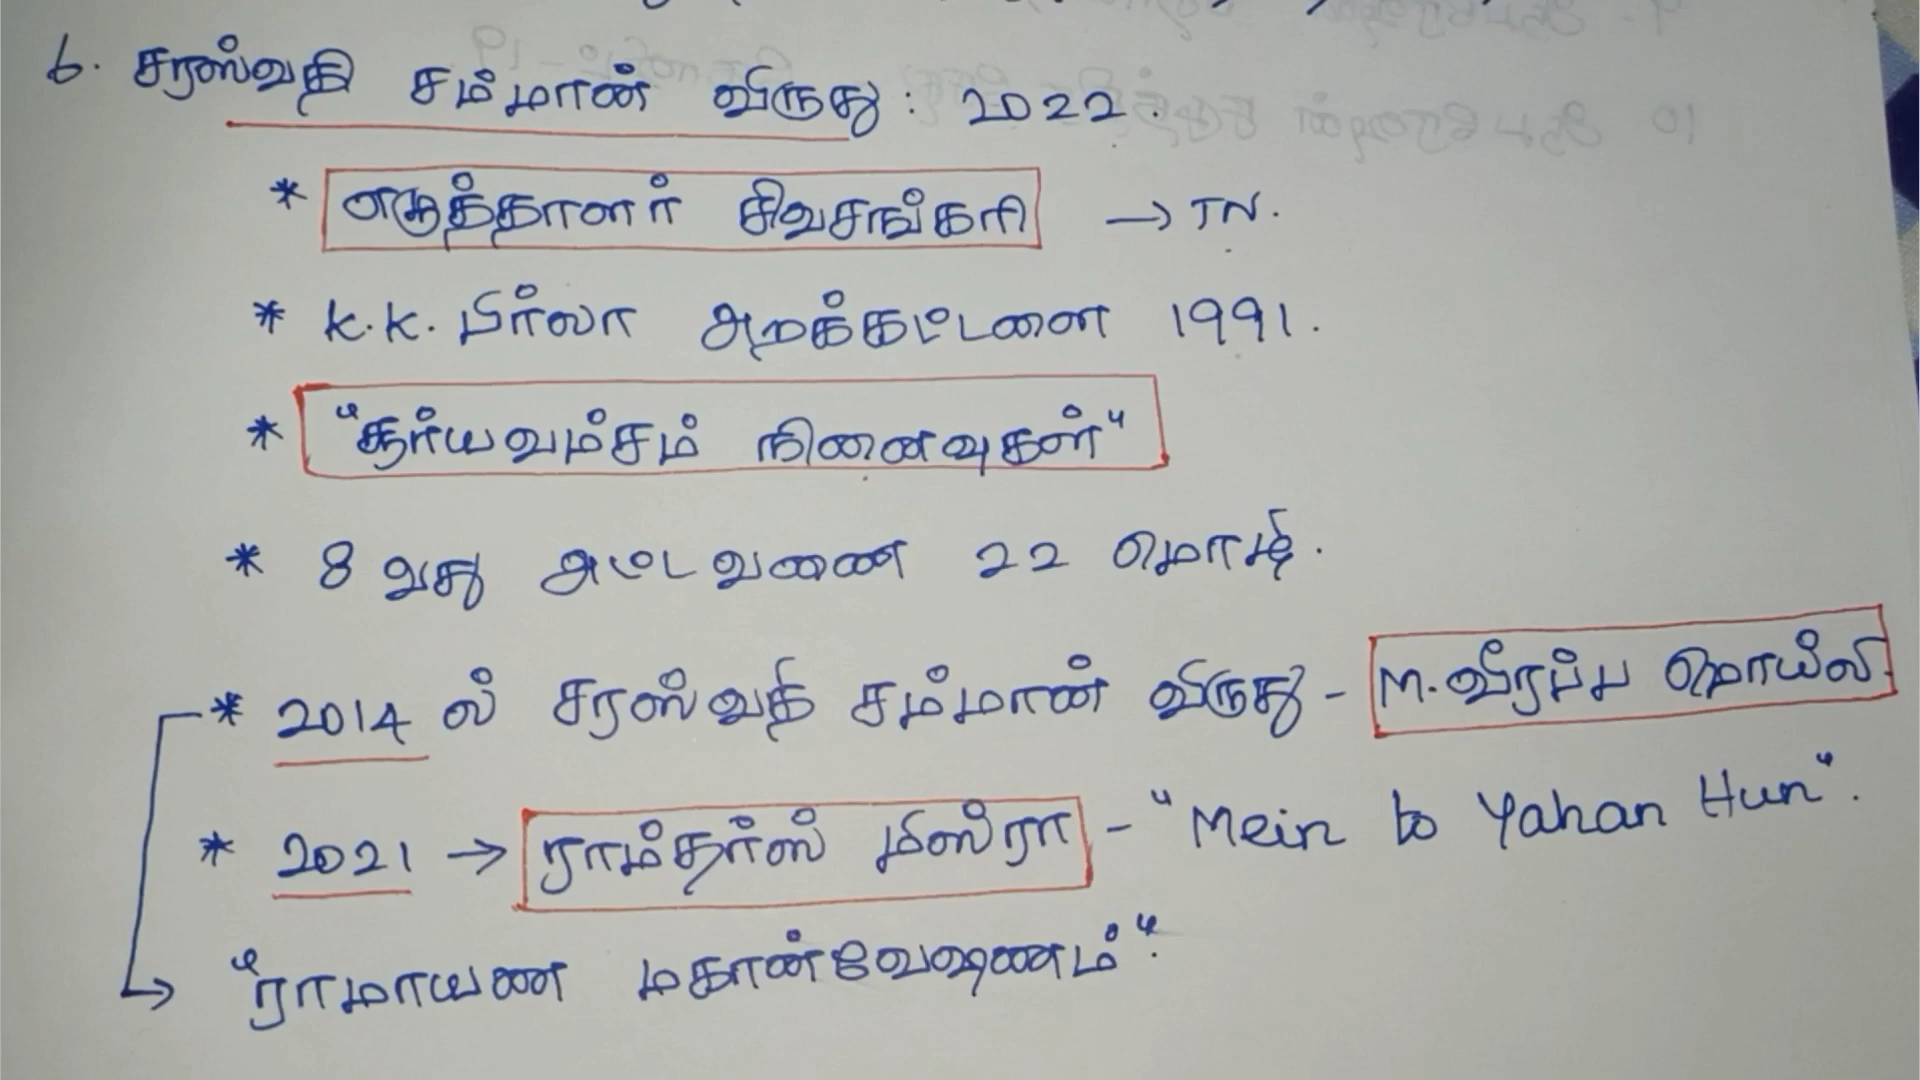 6. சரஸ்வதி சம்மான் விருது : 2022.
* எழுத்தாளர் சிவசங்கரி → TN.
* K.K. பிர்லா அறக்கட்டளை 1991.
* "சூர்யவம்சம் நினைவுகள்"
* 8 வது அட்டவணை 22 மொழி.
* 2014 ல் சரஸ்வதி சம்மான் விருது - M.வீரப்ப மொய்லி.
* 2021 → ராம்தர்ஸ் மிஸ்ரா - "Mein to Yahan Hun".
→ "ராமாயண மகான்வேஷணம்".